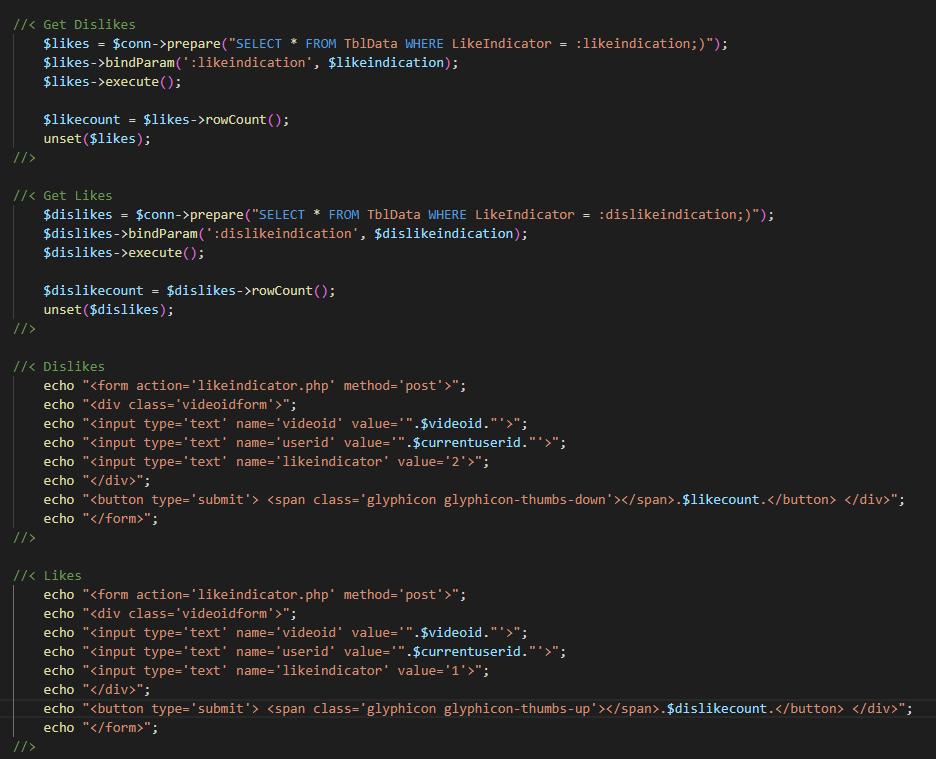 //< Get Dislikes
$likes = $conn->prepare("SELECT * FROM TblData WHERE LikeIndicator = :likeindication;)");
$likes->bindParam(':likeindication', $likeindication);
$likes->execute();
$likecount = $likes->rowCount();
unset($likes);
//>
//< Get Likes
$dislikes = $conn->prepare("SELECT * FROM TblData WHERE LikeIndicator = :dislikeindication;)");
$dislikes->bindParam(':dislikeindication', $dislikeindication);
$dislikes->execute();
$dislikecount = $dislikes->rowCount();
unset($dislikes);
//>
//< Dislikes
echo "<form action='likeindicator.php' method='post'>";
echo "<div class='videoidform'>";
echo "<input type='text' name='videoid' value='".$videoid."'>";
echo "<input type='text' name='userid' value='".$currentuserid."'>";
echo "<input type='text' name='likeindicator' value='2'>";
echo "</div>";
echo "<button type='submit'> <span class='glyphicon glyphicon-thumbs-down'></span>.$likecount.</button> </div>";
echo "</form>";
//>
//< Likes
echo "<form action='likeindicator.php' method='post'>";
echo "<div class='videoidform'>";
echo "<input type='text' name='videoid' value='".$videoid."'>";
echo "<input type='text' name='userid' value='".$currentuserid."'>";
echo "<input type='text' name='likeindicator' value='1'>";
echo "</div>";
echo "<button type='submit'> <span class='glyphicon glyphicon-thumbs-up'></span>.$dislikecount.</button> </div>";
echo "</form>";
//>